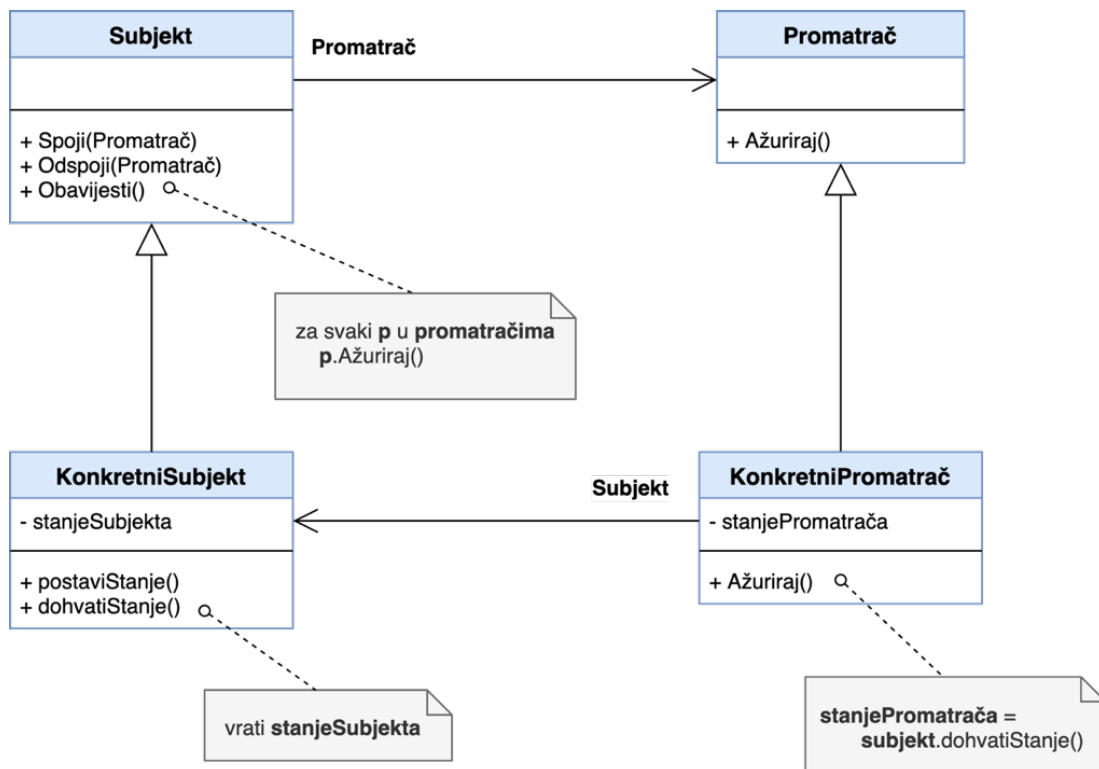 Subjekt
Promatrač
Promatrač
+ Spoji(Promatrač)
+ Odspoji(Promatrač)
+ Obavijesti()
+ Ažuriraj()
za svaki p u promatračima
p.Ažuriraj()
KonkretniSubjekt
- stanjeSubjekta
+ postaviStanje()
+ dohvatiStanje()
Subjekt
KonkretniPromatrač
- stanjePromatrača
+ Ažuriraj()
vrati stanjeSubjekta
stanjePromatrača =
subjekt.dohvatiStanje()